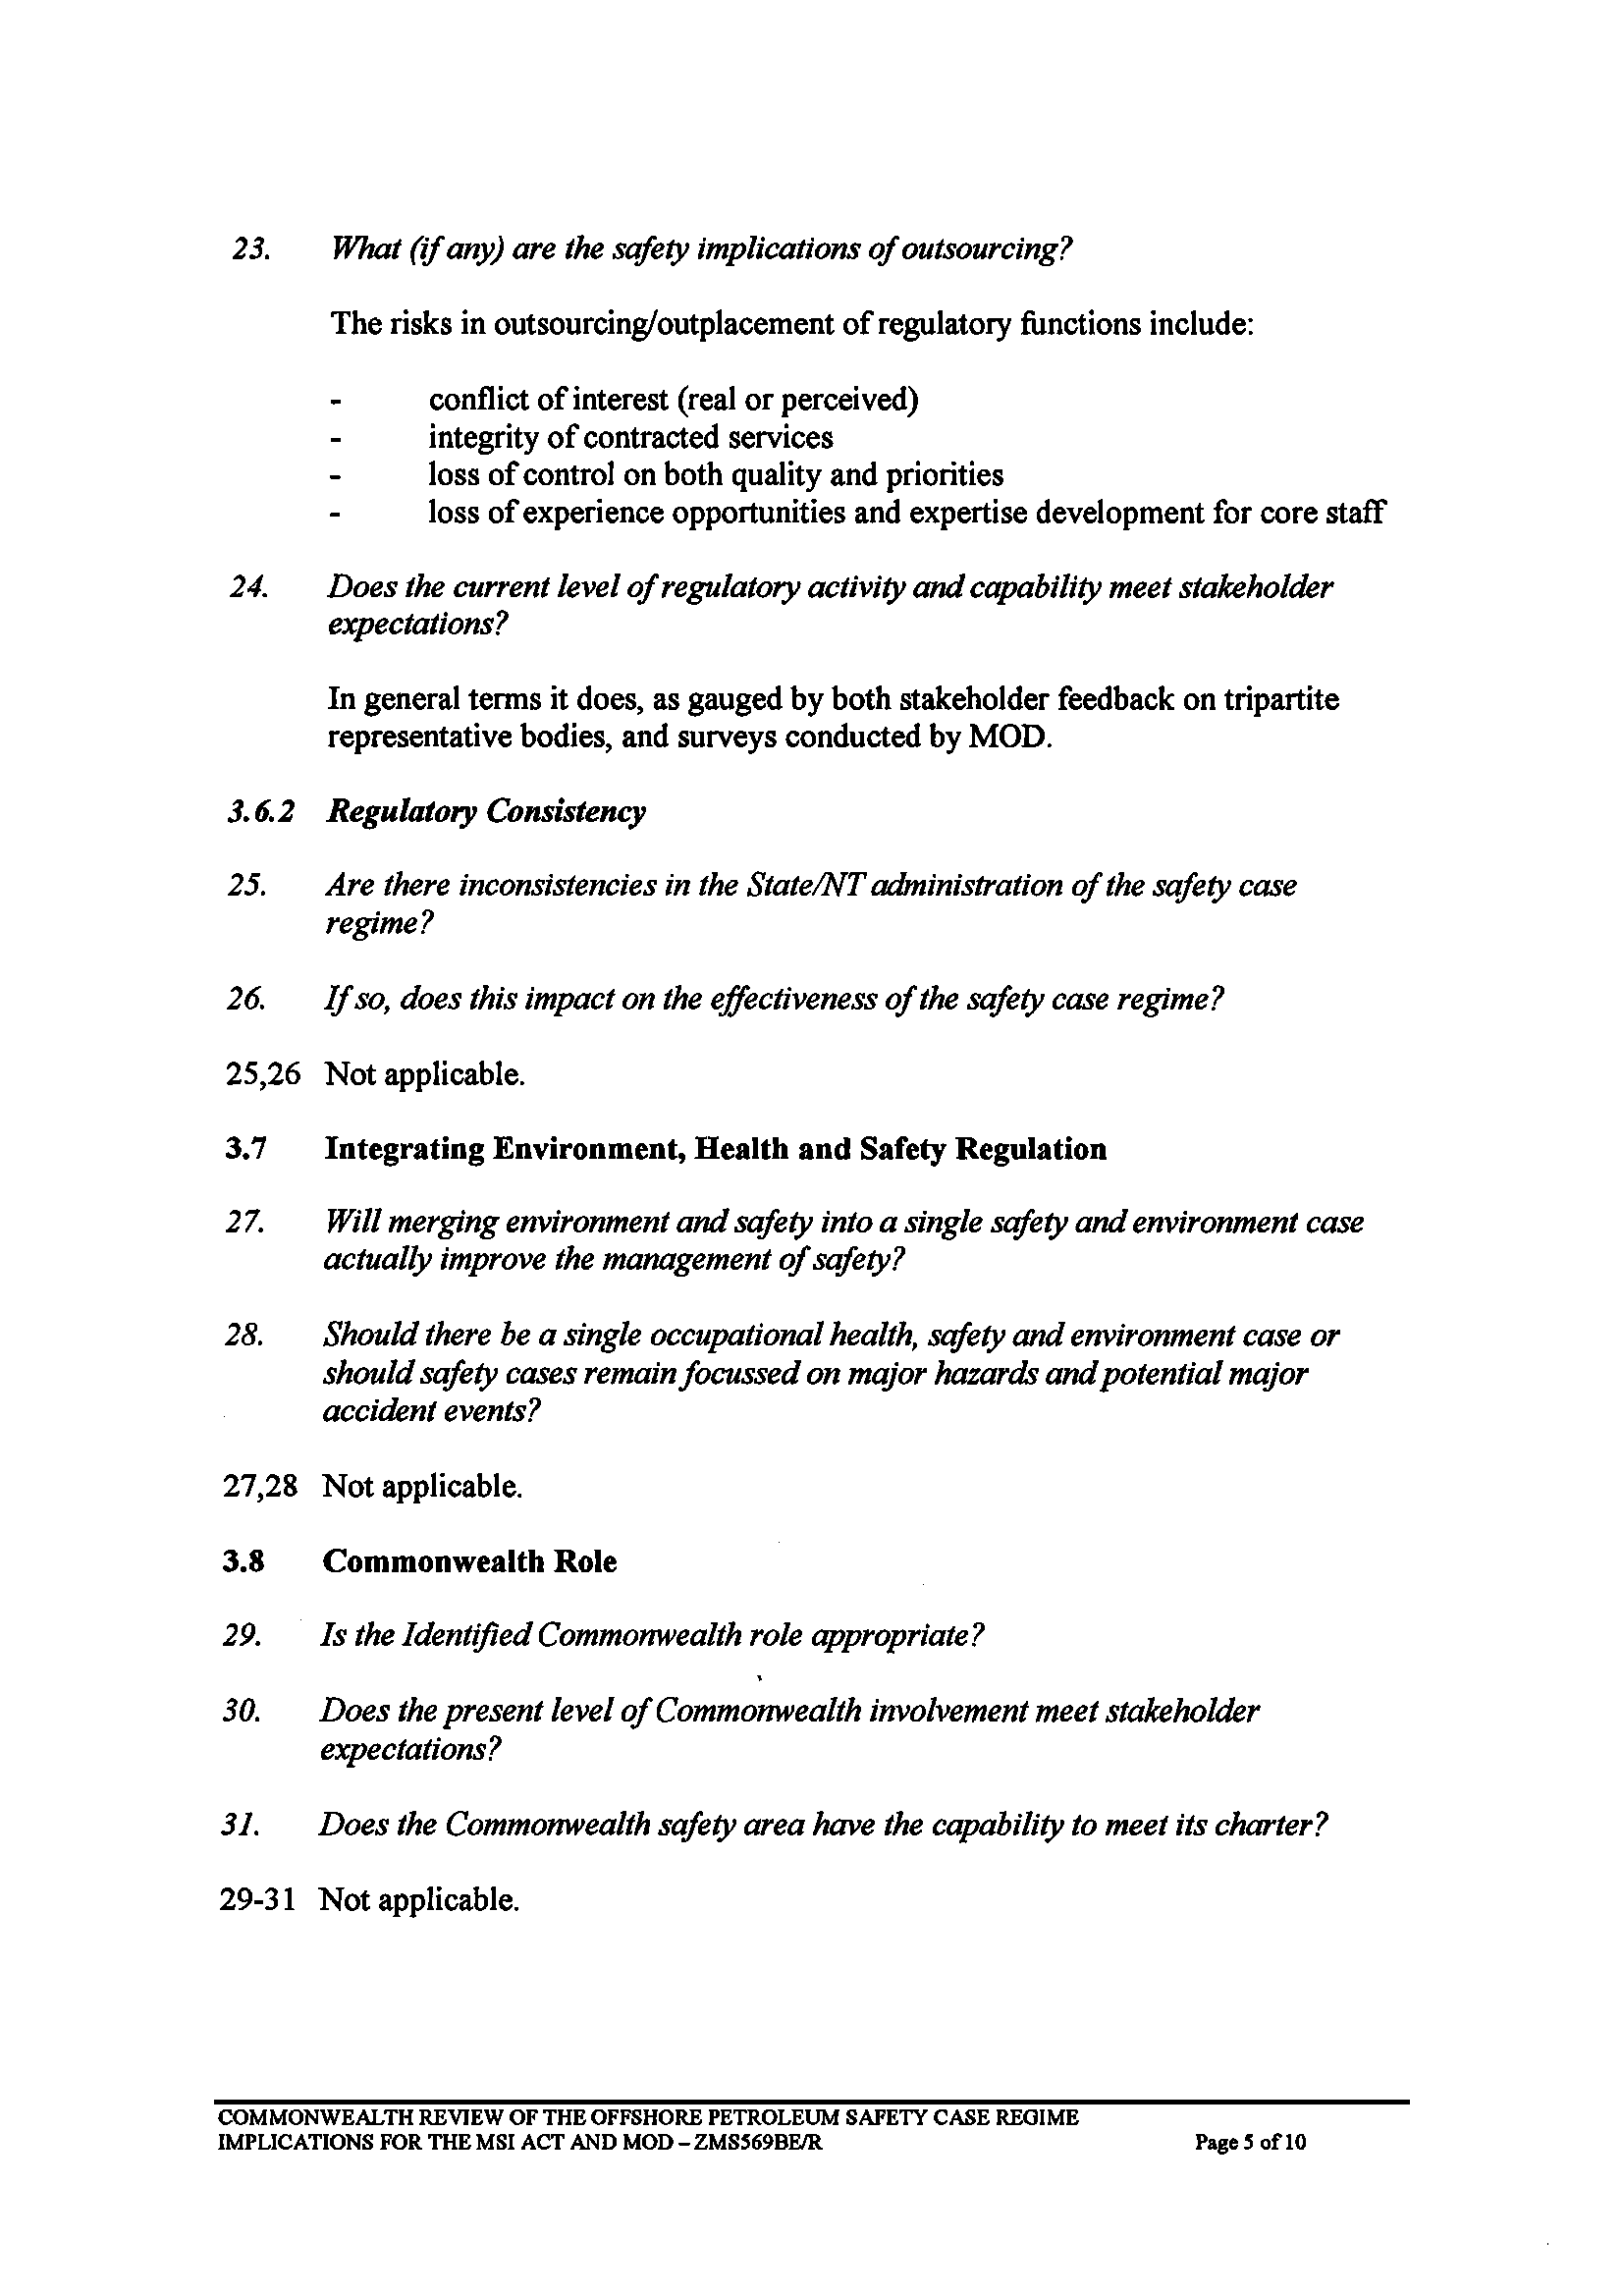 23. What (if any) are the safety implications of outsourcing?
The risks in outsourcing/outplacement of regulatory functions include:
- conflict of interest (real or perceived)
- integrity of contracted services
- loss of control on both quality and priorities
- loss of experience opportunities and expertise development for core staff
24. Does the current level of regulatory activity and capability meet stakeholder
expectations?
In general terms it does, as gauged by both stakeholder feedback on tripartite
representative bodies, and surveys conducted by MOD.
3.6.2 Regulatory Consistency
25. Are there inconsistencies in the State/NT administration of the safety case
regime?
26. If so, does this impact on the effectiveness of the safety case regime?
25,26 Not applicable.
3.7 Integrating Environment, Health and Safety Regulation
27. Will merging environment and safety into a single safety and environment case
actually improve the management of safety?
28. Should there be a single occupational health, safety and environment case or
should safety cases remain focussed on major hazards and potential major
accident events?
27,28 Not applicable.
3.8 Commonwealth Role
29. Is the Identified Commonwealth role appropriate?
30. Does the present level of Commonwealth involvement meet stakeholder
expectations?
31. Does the Commonwealth safety area have the capability to meet its charter?
29-31 Not applicable.
COMMONWEALTH REVIEW OF THE OFFSHORE PETROLEUM SAFETY CASE REGIME
IMPLICATIONS FOR THE MSI ACT AND MOD – ZMS569BE/R Page 5 of 10